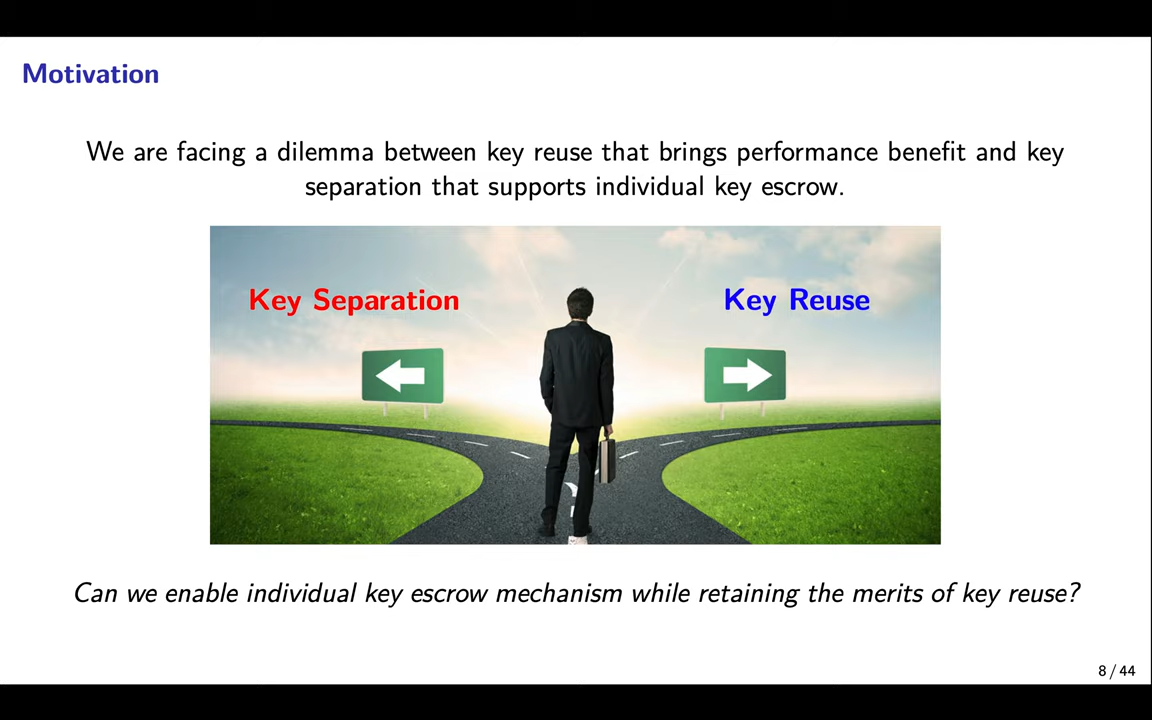 Motivation
We are facing a dilemma between key reuse that brings performance benefit and key
separation that supports individual key escrow.
Key Separation
Key Reuse
Can we enable individual key escrow mechanism while retaining the merits of key reuse?
8 / 44